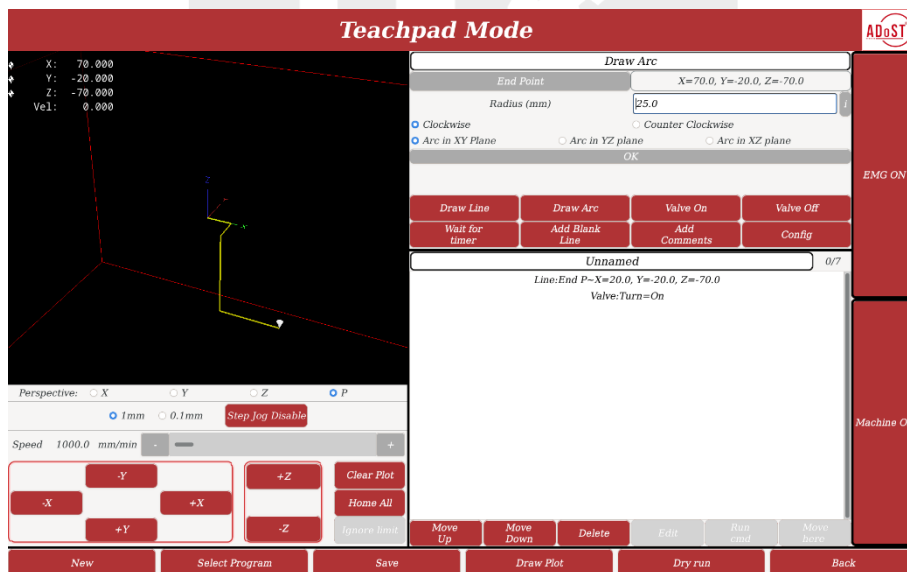 Teachpad Mode
ADoST
X: 70.000
Y: -20.000
Z: -70.000
Vel: 0.000
Z
X
Draw Arc
End Point X=70.0, Y=-20.0, Z=-70.0
Radius (mm) 25.0 i
Clockwise Counter Clockwise
Arc in XY Plane Arc in YZ plane Arc in XZ plane
OK
Draw Line Draw Arc Valve On Valve Off
Wait for timer Add Blank Line Add Comments Config
EMG ON
Unnamed 0/7
Line:End P~X=20.0, Y=-20.0, Z=-70.0
Valve:Turn=On
Perspective: X Y Z P
1mm 0.1mm Step Jog Disable
Speed 1000.0 mm/min - +
-Y +Z Clear Plot
-X +X Home All
+Y -Z Ignore limit
Machine O
Move Up Move Down Delete Edit Run cmd Move here
New Select Program Save Draw Plot Dry run Back